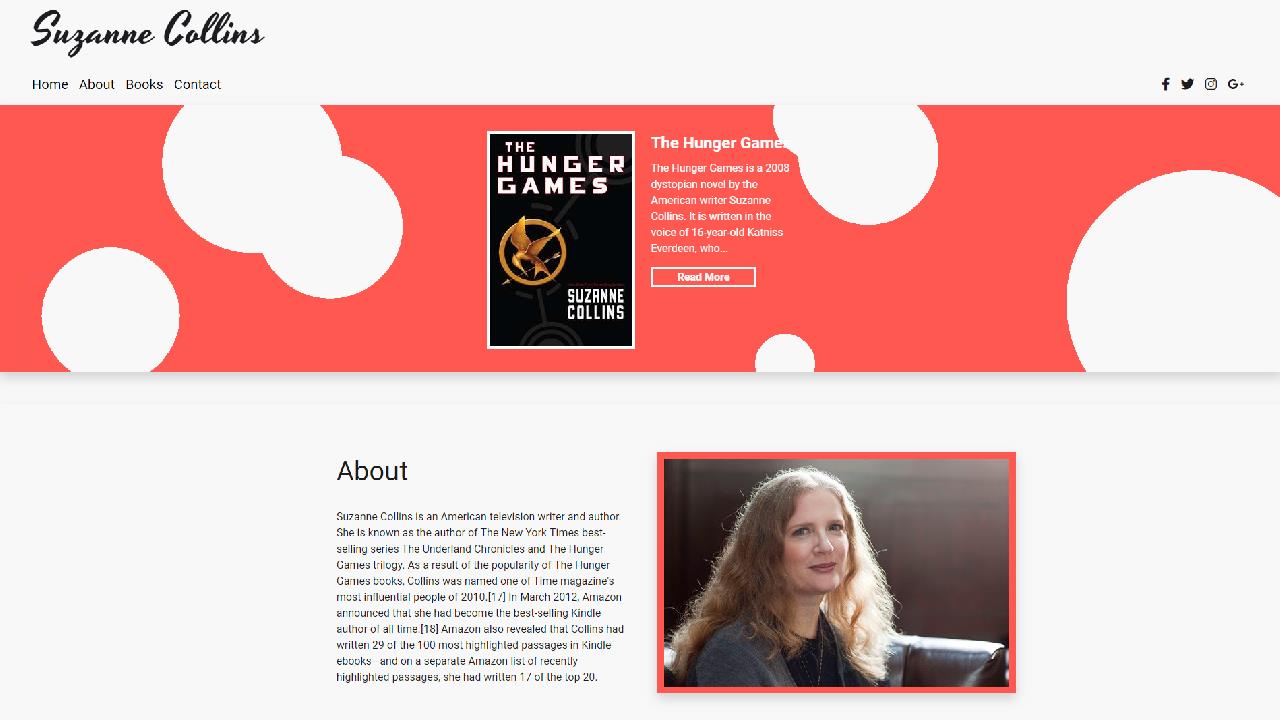 Suzanne Collins
Home About Books Contact
THE
HUNGER
GAMES
SUZANNE
COLLINS
The Hunger Games
The Hunger Games is a 2008
dystopian novel by the
American writer Suzanne
Collins. It is written in the
voice of 16-year-old Katniss
Everdeen, who...
Read More
About
Suzanne Collins is an American television writer and author.
She is known as the author of The New York Times best-
selling series The Underland Chronicles and The Hunger
Games trilogy. As a result of the popularity of The Hunger
Games books, Collins was named one of Time magazine's
most influential people of 2010.[17] In March 2012, Amazon
announced that she had become the best-selling Kindle
author of all time.[18] Amazon also revealed that Collins had
written 29 of the 100 most highlighted passages in Kindle
ebooks—and on a separate Amazon list of recently
highlighted passages, she had written 17 of the top 20.